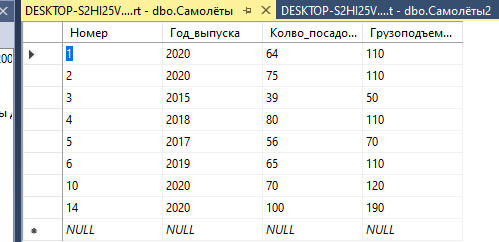 DESKTOP-S2HI25V....rt - dbo.Самолёты DESKTOP-S2HI25V....t - dbo.Самолёты2
Номер Год_выпуска Колво_посадо... Грузоподъем...
1 2020 64 110
2 2020 75 110
3 2015 39 50
4 2018 80 110
5 2017 56 70
6 2019 65 110
10 2020 70 120
14 2020 100 190
NULL NULL NULL NULL